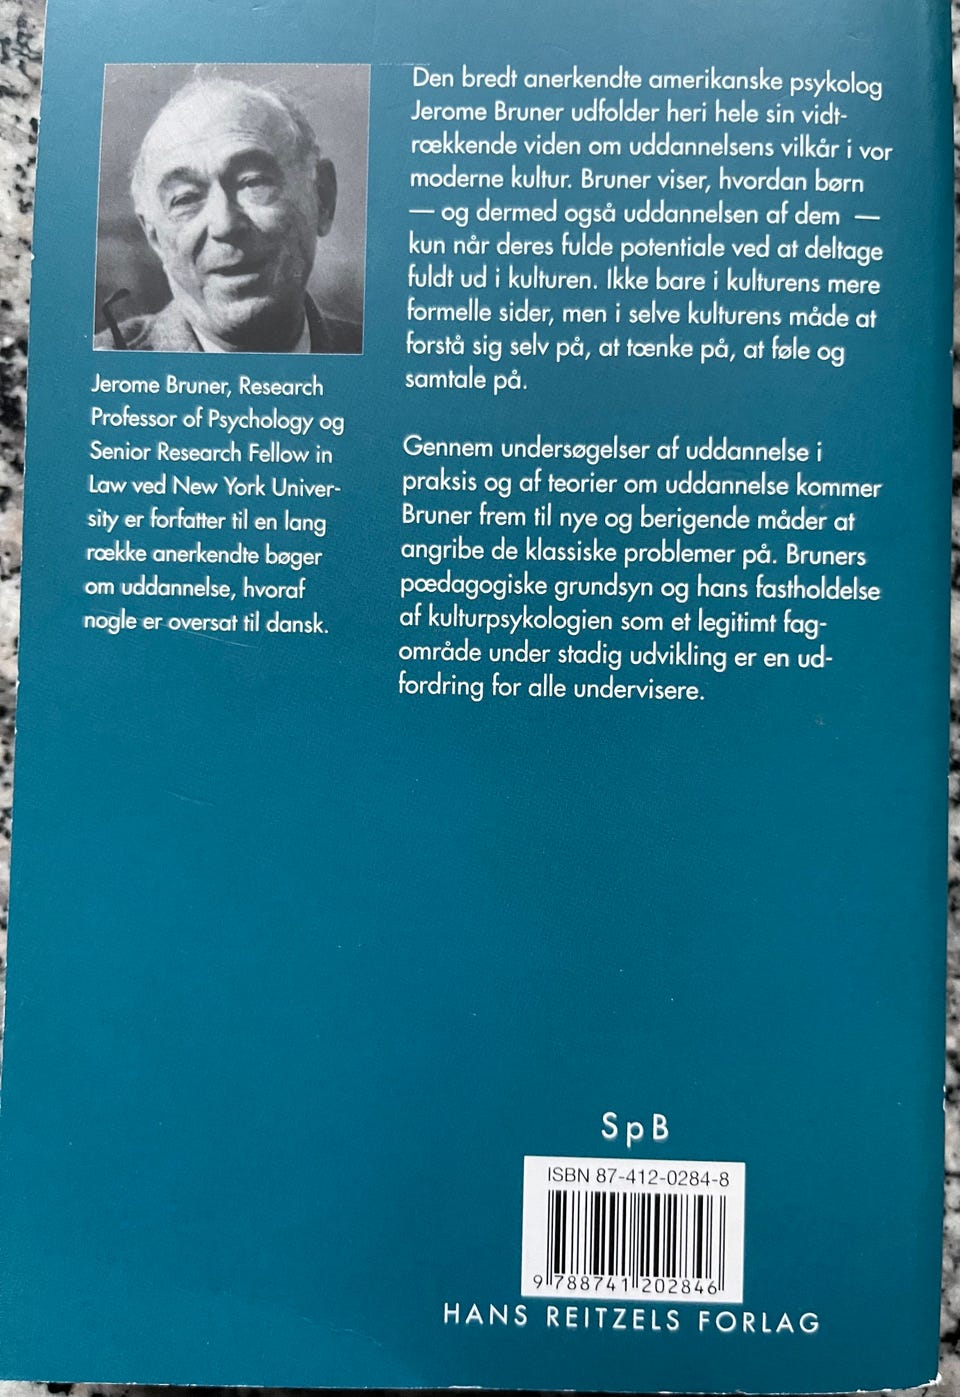 Den bredt anerkendte amerikanske psykolog
Jerome Bruner udfolder heri hele sin vidt-
rækkende viden om uddannelsens vilkår i vor
moderne kultur. Bruner viser, hvordan børn
— og dermed også uddannelsen af dem —
kun når deres fulde potentiale ved at deltage
fuldt ud i kulturen. Ikke bare i kulturens mere
formelle sider, men i selve kulturens måde at
forstå sig selv på, at tænke på, at føle og
samtale på.
Gennem undersøgelser af uddannelse i
praksis og af teorier om uddannelse kommer
Bruner frem til nye og berigende måder at
angribe de klassiske problemer på. Bruners
pædagogiske grundsyn og hans fastholdelse
af kulturpsykologien som et legitimt fag-
område under stadig udvikling er en ud-
fordring for alle undervisere.
Jerome Bruner, Research
Professor of Psychology og
Senior Research Fellow in
Law ved New York Univer-
sity er forfatter til en lang
række anerkendte bøger
om uddannelse, hvoraf
nogle er oversat til dansk.
SpB
ISBN 87-412-0284-8
9 788741 202846
HANS REITZELS FORLAG